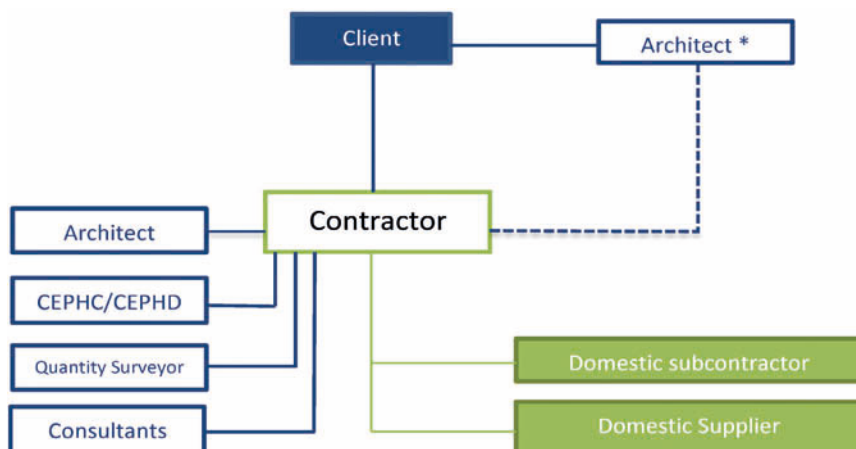 Client
Architect *
Contractor
Architect
CEPHC/CEPHD
Quantity Surveyor
Consultants
Domestic subcontractor
Domestic Supplier